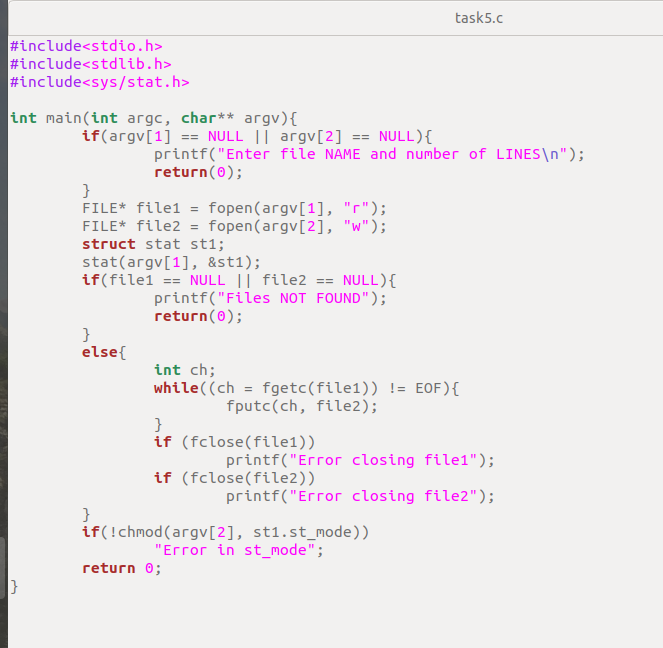 task5.c
#include<stdio.h>
#include<stdlib.h>
#include<sys/stat.h>
int main(int argc, char** argv){
if(argv[1] == NULL || argv[2] == NULL){
printf("Enter file NAME and number of LINES\n");
return(0);
}
FILE* file1 = fopen(argv[1], "r");
FILE* file2 = fopen(argv[2], "w");
struct stat st1;
stat(argv[1], &st1);
if(file1 == NULL || file2 == NULL){
printf("Files NOT FOUND");
return(0);
}
else{
int ch;
while((ch = fgetc(file1)) != EOF){
fputc(ch, file2);
}
if (fclose(file1))
printf("Error closing file1");
if (fclose(file2))
printf("Error closing file2");
}
if(!chmod(argv[2], st1.st_mode))
"Error in st_mode";
return 0;
}